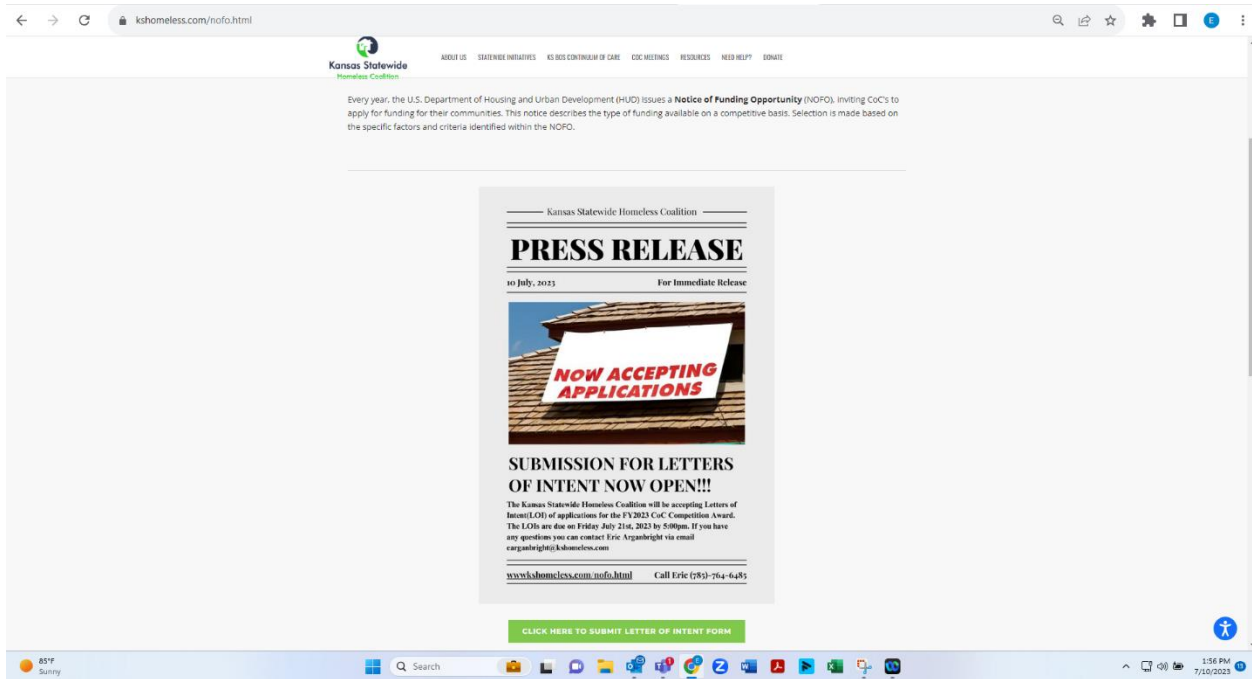 kshomeless.com/nofo.html
E
Kansas Statewide
Homeless Coalition
ABOUT US STATEWIDE INITIATIVES KS BOS CONTINUUM OF CARE COC MEETINGS RESOURCES NEED HELP? DONATE
Every year, the U.S. Department of Housing and Urban Development (HUD) issues a Notice of Funding Opportunity (NOFO), inviting CoC's to
apply for funding for their communities. This notice describes the type of funding available on a competitive basis. Selection is made based on
the specific factors and criteria identified within the NOFO.
Kansas Statewide Homeless Coalition
PRESS RELEASE
10 July, 2023 For Immediate Release
NOW ACCEPTING
APPLICATIONS
SUBMISSION FOR LETTERS
OF INTENT NOW OPEN!!!
The Kansas Statewide Homeless Coalition will be accepting Letters of
Intent(LOI) of applications for the FY2023 CoC Competition Award.
The LOIs are due on Friday July 21st, 2023 by 5:00pm. If you have
any questions you can contact Eric Arganbright via email
earganbright@kshomeless.com
wwwkshomeless.com/nofo.html Call Eric (785)-764-6485
CLICK HERE TO SUBMIT LETTER OF INTENT FORM
85°F
Sunny
Search
1:56 PM
7/10/2023